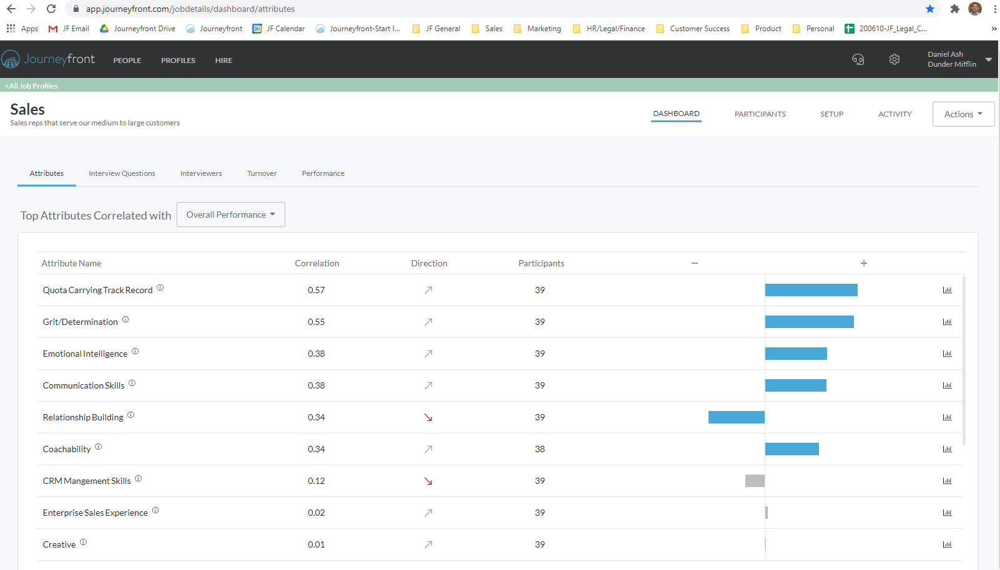 app.journeyfront.com/jobdetails/dashboard/attributes
Apps JF Email Journeyfront Drive Journeyfront 30 JF Calendar Journeyfront-Start I... JF General Sales Marketing HR/Legal/Finance Customer Success Product Personal 200610-JF_Legal_C... »
Journeyfront PEOPLE PROFILES HIRE
Daniel Ash
Dunder Mifflin
<All Job Profiles
Sales
Sales reps that serve our medium to large customers
DASHBOARD PARTICIPANTS SETUP ACTIVITY Actions
Attributes Interview Questions Interviewers Turnover Performance
Top Attributes Correlated with Overall Performance
Attribute Name Correlation Direction Participants − +
Quota Carrying Track Record 0.57 39
Grit/Determination 0.55 39
Emotional Intelligence 0.38 39
Communication Skills 0.38 39
Relationship Building 0.34 39
Coachability 0.34 38
CRM Mangement Skills 0.12 39
Enterprise Sales Experience 0.02 39
Creative 0.01 39